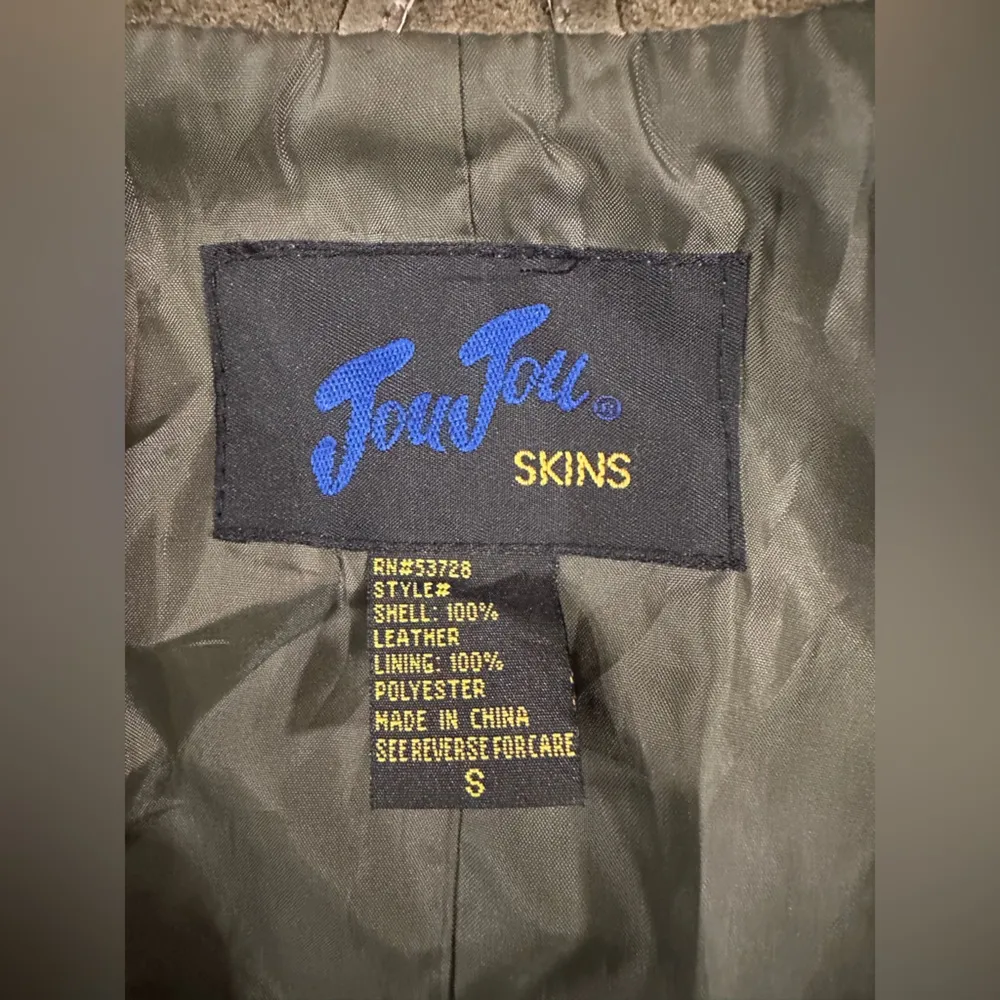 JouJou®
SKINS
RN#53728
STYLE#
SHELL: 100%
LEATHER
LINING: 100%
POLYESTER
MADE IN CHINA
SEE REVERSE FOR CARE
S